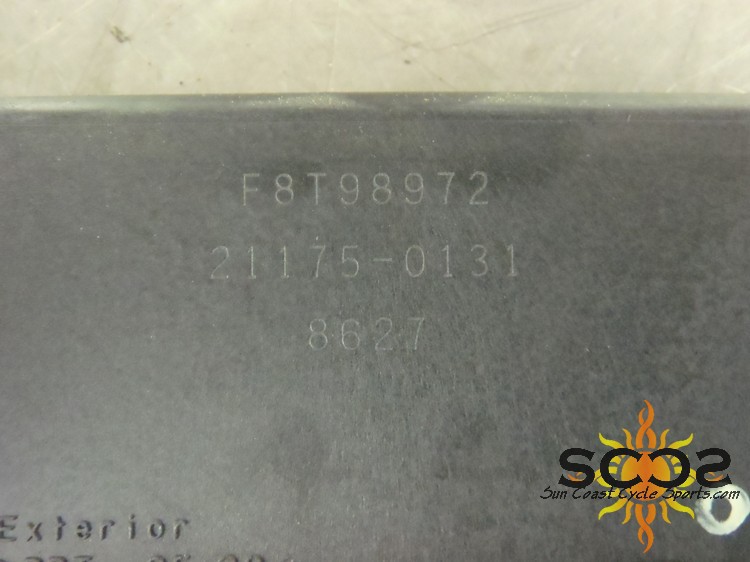 F8T98972
21175-0131
8627
SCCS
Sun Coast Cycle Sports.com
Exterior